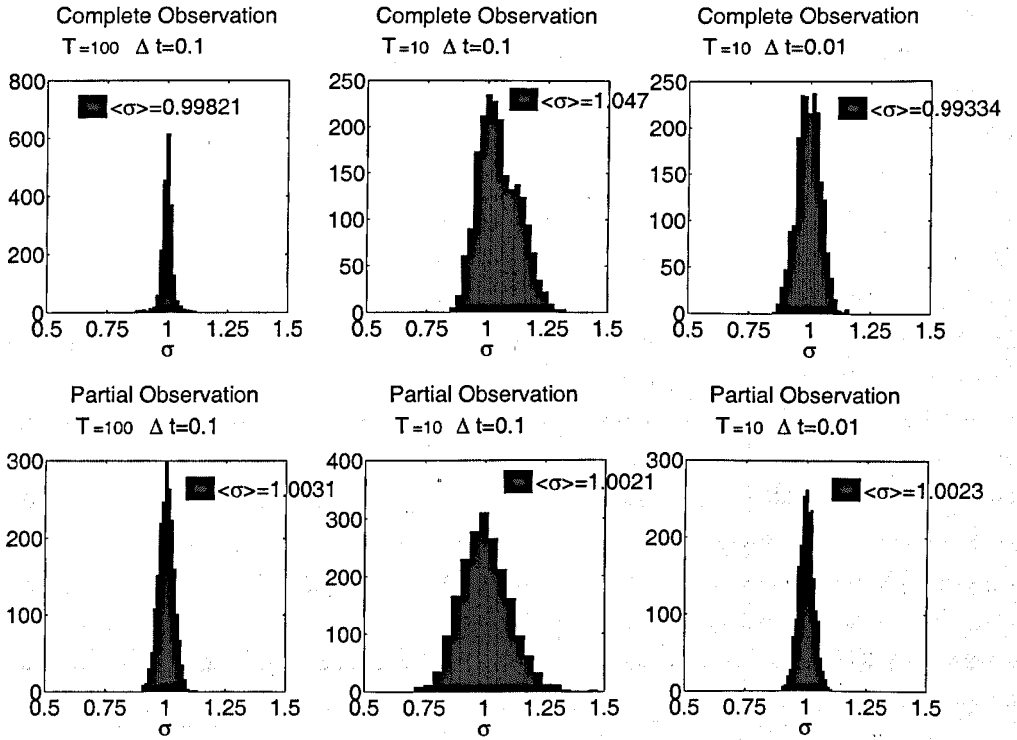 Complete Observation
T=100 Δ t=0.1
800
600
400
200
0
<σ>=0.99821
0.5 0.75 1 1.25 1.5
σ
Complete Observation
T=10 Δ t=0.1
250
200
150
100
50
0
<σ>=1.047
0.5 0.75 1 1.25 1.5
σ
Complete Observation
T=10 Δ t=0.01
250
200
150
100
50
0
<σ>=0.99334
0.5 0.75 1 1.25 1.5
σ
Partial Observation
T=100 Δ t=0.1
300
200
100
0
<σ>=1.0031
0.5 0.75 1 1.25 1.5
σ
Partial Observation
T=10 Δ t=0.1
400
300
200
100
0
<σ>=1.0021
0.5 0.75 1 1.25 1.5
σ
Partial Observation
T=10 Δ t=0.01
300
200
100
0
<σ>=1.0023
0.5 0.75 1 1.25 1.5
σ